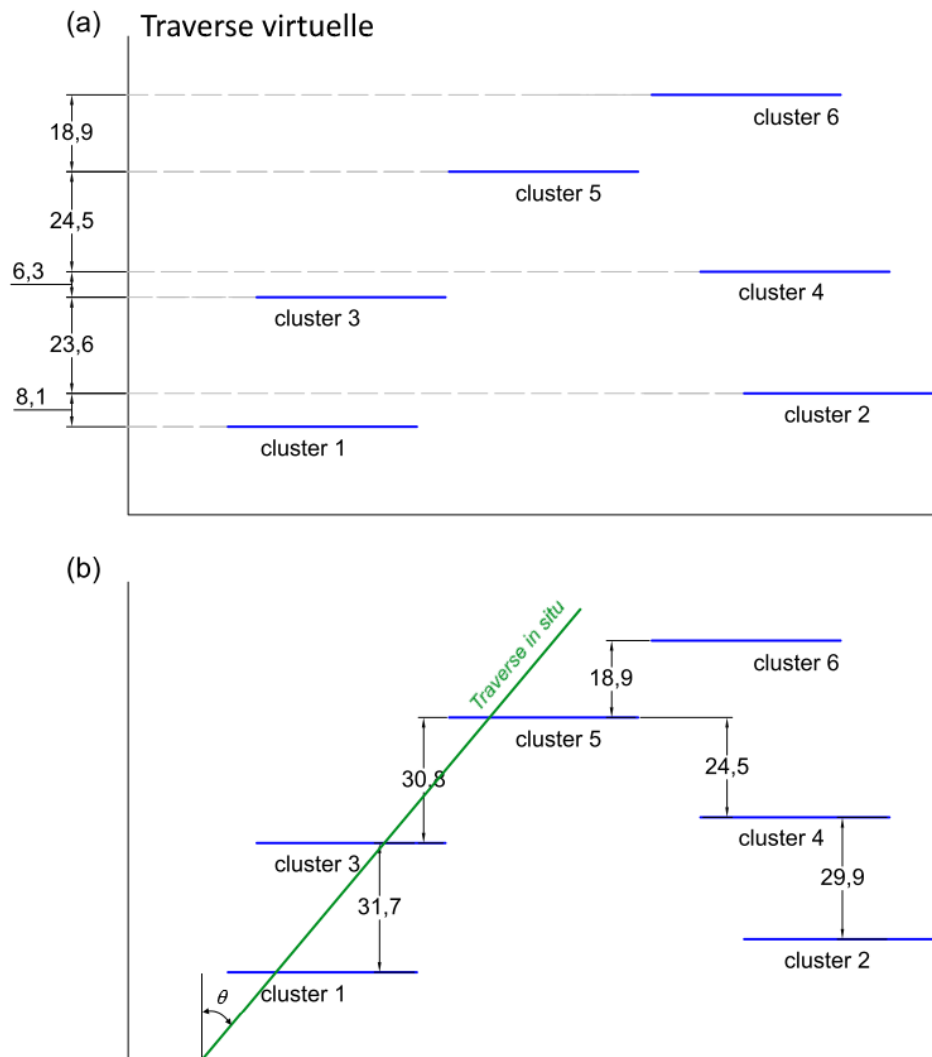 (a) Traverse virtuelle
cluster 6
18,9
cluster 5
24,5
6,3
cluster 4
cluster 3
23,6
8,1
cluster 2
cluster 1
(b)
Traverse in situ
cluster 6
18,9
cluster 5
30,8
24,5
cluster 4
cluster 3
29,9
31,7
cluster 2
cluster 1
θ